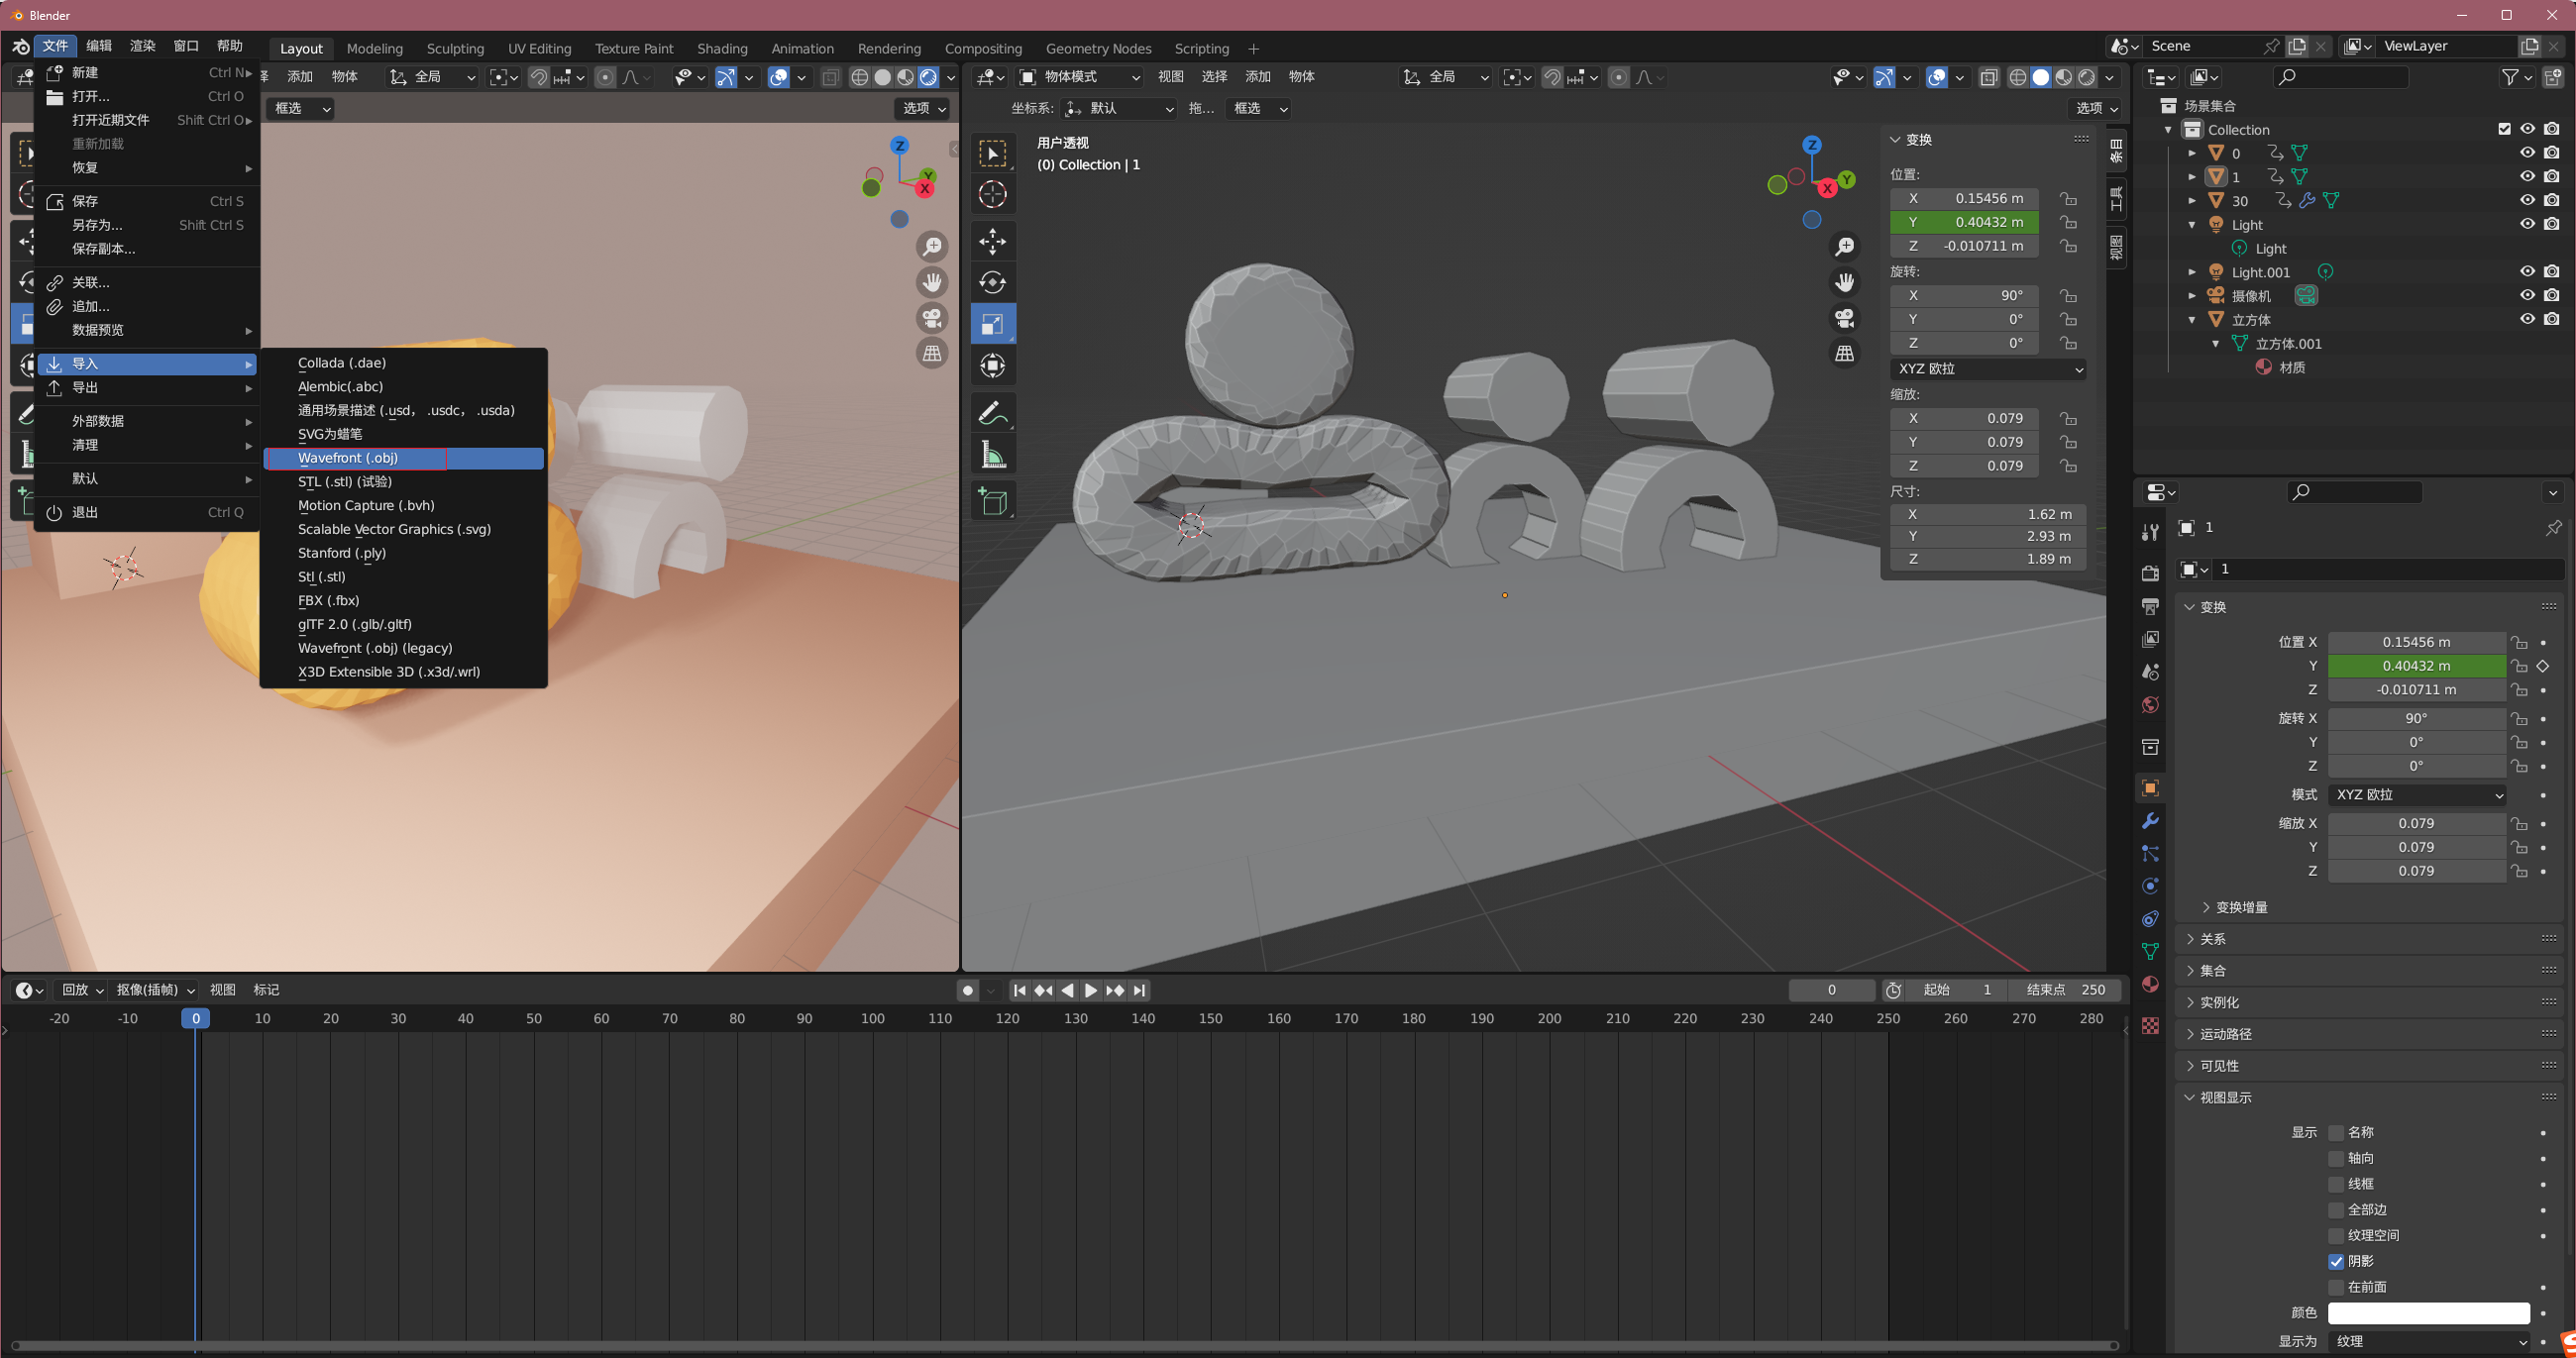 Blender
文件 编辑 渲染 窗口 帮助 Layout Modeling Sculpting UV Editing Texture Paint Shading Animation Rendering Compositing Geometry Nodes Scripting + Scene ViewLayer
添加 物体 全局
框选 选项
新建 Ctrl N
打开... Ctrl O
打开近期文件 Shift Ctrl O
重新加载
恢复
保存 Ctrl S
另存为... Shift Ctrl S
保存副本...
关联...
追加...
数据预览
导入
导出
外部数据
清理
默认
退出 Ctrl Q
Collada (.dae)
Alembic(.abc)
通用场景描述 (.usd， .usdc， .usda)
SVG为蜡笔
Wavefront (.obj)
STL (.stl) (试验)
Motion Capture (.bvh)
Scalable Vector Graphics (.svg)
Stanford (.ply)
Stl (.stl)
FBX (.fbx)
glTF 2.0 (.glb/.gltf)
Wavefront (.obj) (legacy)
X3D Extensible 3D (.x3d/.wrl)
Z
Y
X
物体模式 视图 选择 添加 物体 全局
坐标系: 默认 拖... 框选 选项
用户透视
(0) Collection | 1
Z
Y
X
变换
位置:
X 0.15456 m
Y 0.40432 m
Z -0.010711 m
旋转:
X 90°
Y 0°
Z 0°
XYZ 欧拉
缩放:
X 0.079
Y 0.079
Z 0.079
尺寸:
X 1.62 m
Y 2.93 m
Z 1.89 m
条目
工具
视图
场景集合
Collection
0
1
30
Light
Light
Light.001
摄像机
立方体
立方体.001
材质
1
1
变换
位置 X 0.15456 m
Y 0.40432 m
Z -0.010711 m
旋转 X 90°
Y 0°
Z 0°
模式 XYZ 欧拉
缩放 X 0.079
Y 0.079
Z 0.079
变换增量
关系
集合
实例化
运动路径
可见性
视图显示
显示 名称
轴向
线框
全部边
纹理空间
阴影
在前面
颜色
显示为 纹理
回放 抠像(插帧) 视图 标记 0 起始 1 结束点 250
-20 -10 0 10 20 30 40 50 60 70 80 90 100 110 120 130 140 150 160 170 180 190 200 210 220 230 240 250 260 270 280